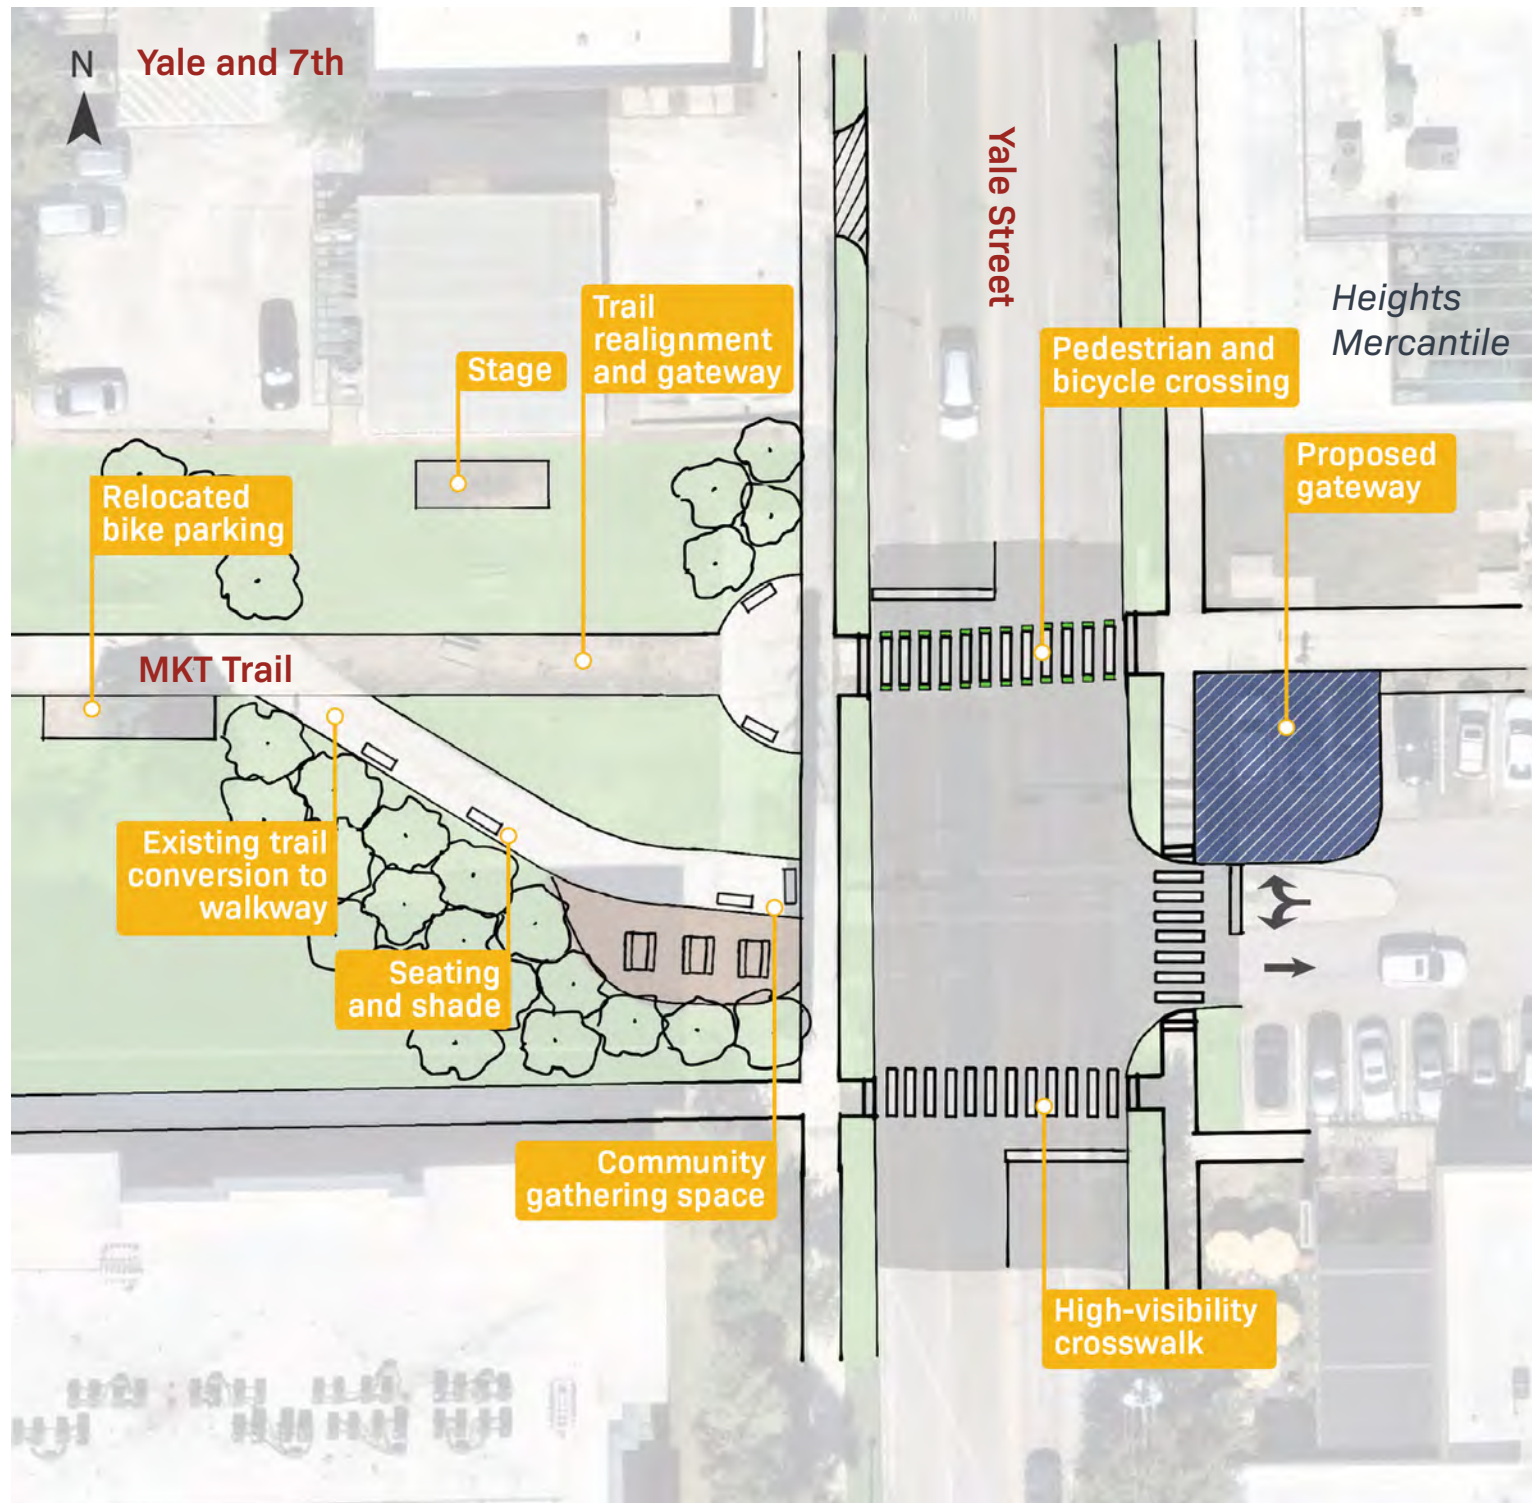 N
Yale and 7th
Yale Street
Heights
Mercantile
Trail
realignment
and gateway
Stage
Pedestrian and
bicycle crossing
Proposed
gateway
Relocated
bike parking
MKT Trail
Existing trail
conversion to
walkway
Seating
and shade
Community
gathering space
High-visibility
crosswalk